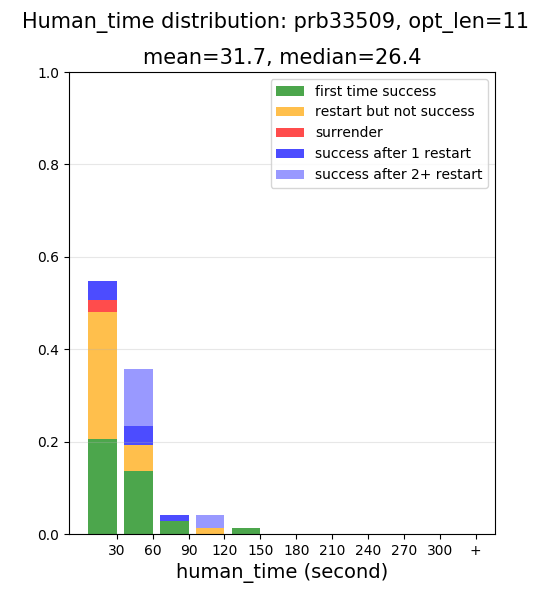 Human_time distribution: prb33509, opt_len=11
mean=31.7, median=26.4
1.0
0.8
0.6
0.4
0.2
0.0
first time success
restart but not success
surrender
success after 1 restart
success after 2+ restart
30 60 90 120 150 180 210 240 270 300 +
human_time (second)